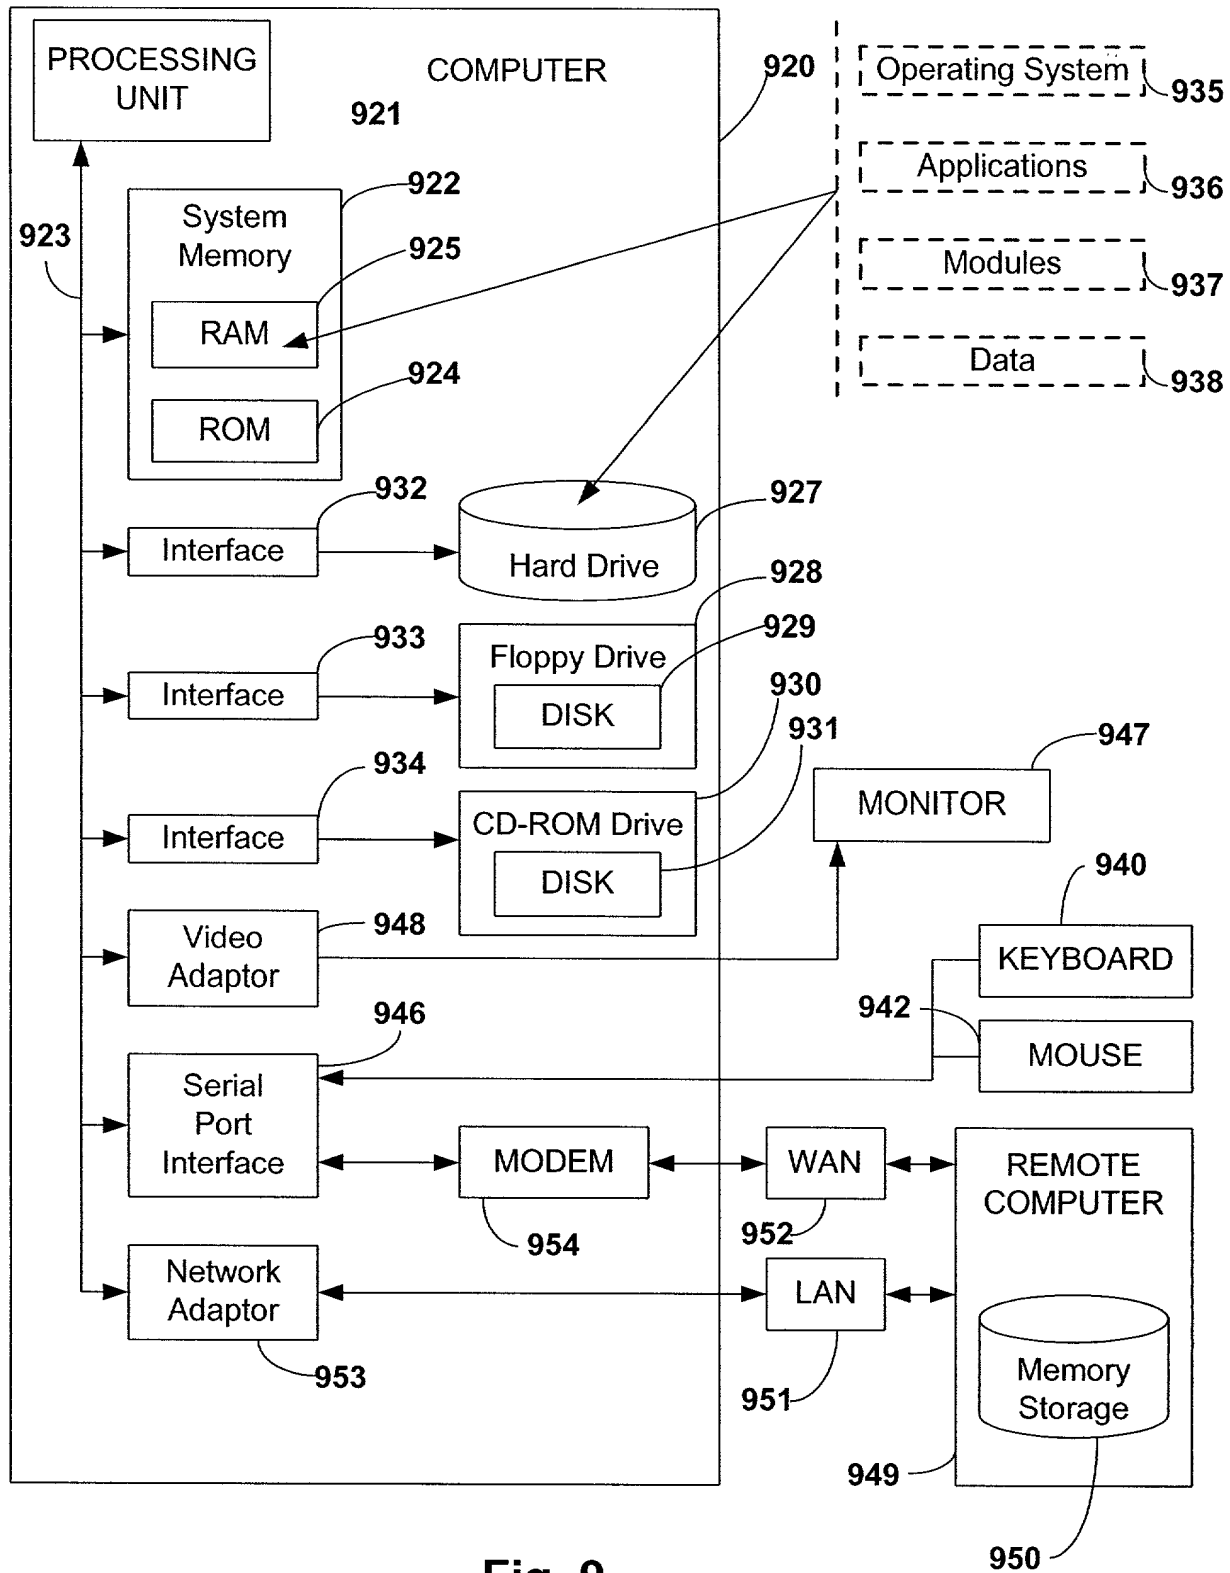 PROCESSING
UNIT
COMPUTER
921
920
Operating System
935
Applications
936
Modules
937
Data
938
923
922
System
Memory
925
RAM
924
ROM
932
Interface
927
Hard Drive
928
933
Interface
929
Floppy Drive
DISK
930
931
934
Interface
CD-ROM Drive
DISK
947
MONITOR
940
KEYBOARD
948
Video
Adaptor
942
MOUSE
946
Serial
Port
Interface
MODEM
954
WAN
952
REMOTE
COMPUTER
Network
Adaptor
953
LAN
951
Memory
Storage
949
950
Fig. 9